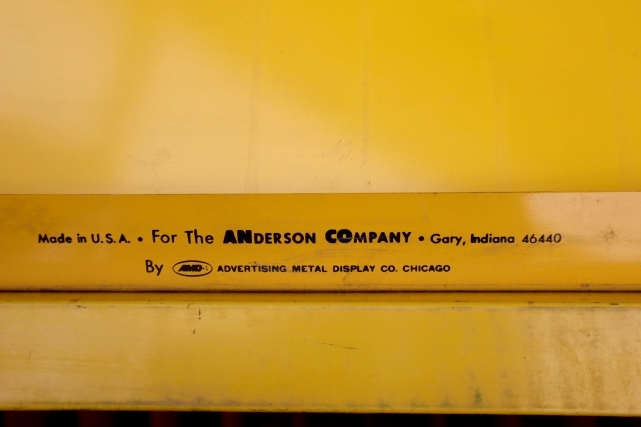 Made in U.S.A. • For The ANDERSON COMPANY • Gary, Indiana 46440
By AMD ADVERTISING METAL DISPLAY CO. CHICAGO